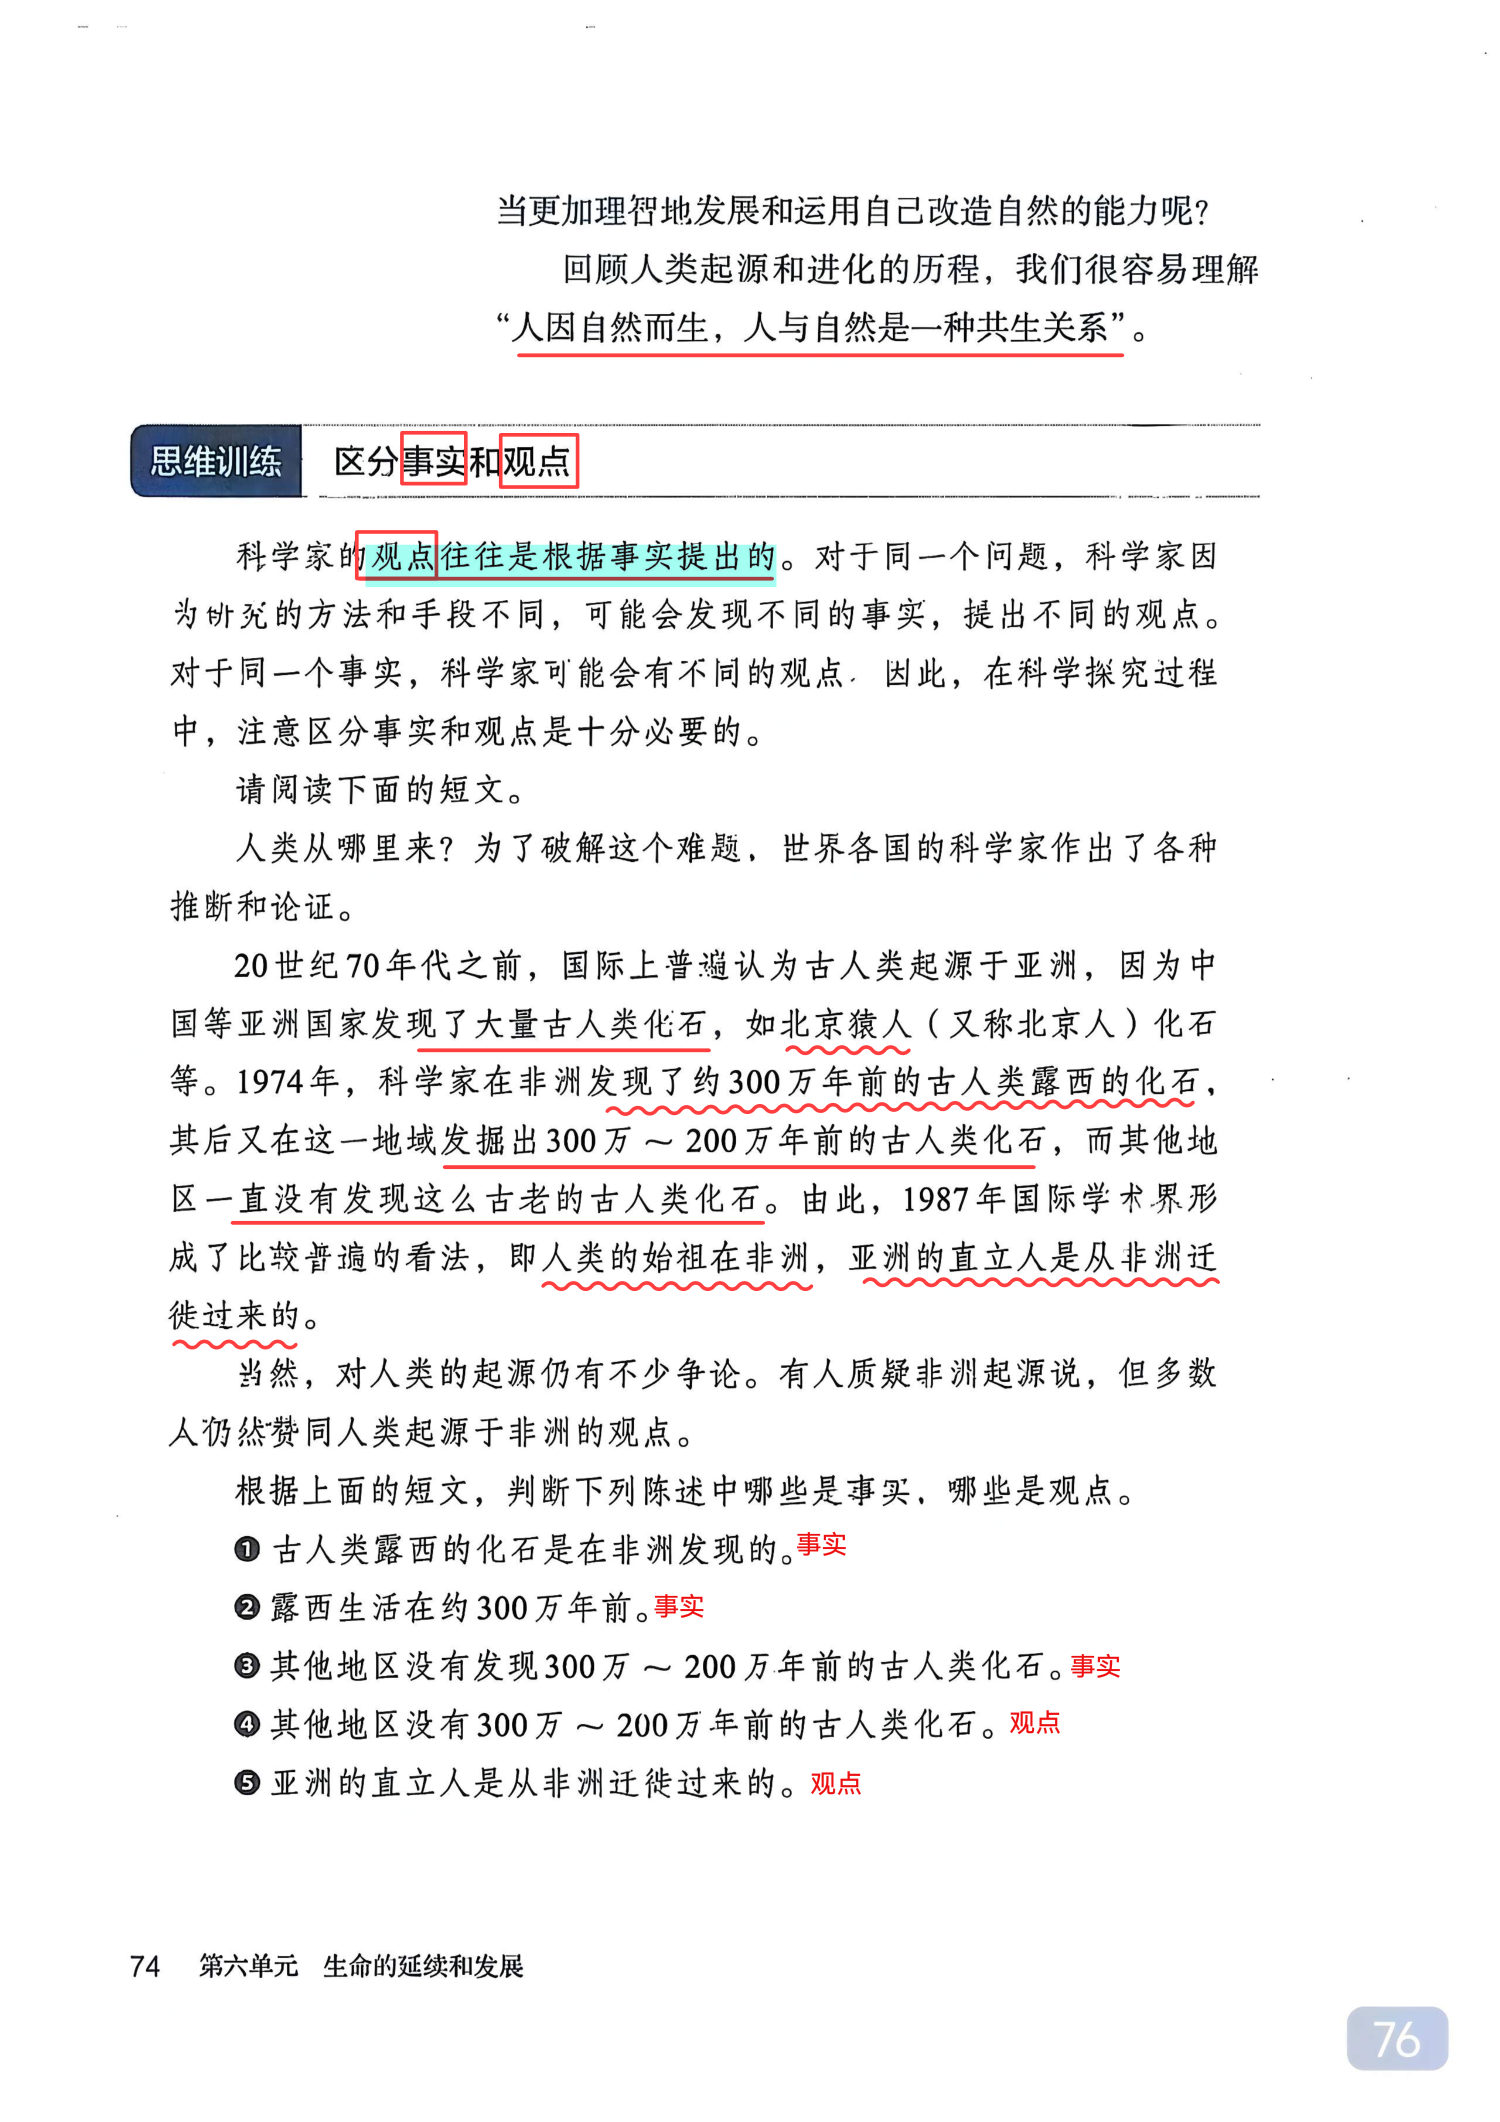 当更加理智地发展和运用自己改造自然的能力呢？
回顾人类起源和进化的历程，我们很容易理解
“人因自然而生，人与自然是一种共生关系”。
思维训练 区分事实和观点
科学家的观点往往是根据事实提出的。对于同一个问题，科学家因
为研究的方法和手段不同，可能会发现不同的事实，提出不同的观点。
对于同一个事实，科学家可能会有不同的观点．因此，在科学探究过程
中，注意区分事实和观点是十分必要的。
请阅读下面的短文。
人类从哪里来？为了破解这个难题，世界各国的科学家作出了各种
推断和论证。
20世纪70年代之前，国际上普遍认为古人类起源于亚洲，因为中
国等亚洲国家发现了大量古人类化石，如北京猿人（又称北京人）化石
等。1974年，科学家在非洲发现了约300万年前的古人类露西的化石，
其后又在这一地域发掘出300万～200万年前的古人类化石，而其他地
区一直没有发现这么古老的古人类化石。由此，1987年国际学术界形
成了比较普遍的看法，即人类的始祖在非洲，亚洲的直立人是从非洲迁
徙过来的。
当然，对人类的起源仍有不少争论。有人质疑非洲起源说，但多数
人仍然赞同人类起源于非洲的观点。
根据上面的短文，判断下列陈述中哪些是事实，哪些是观点。
❶ 古人类露西的化石是在非洲发现的。事实
❷ 露西生活在约300万年前。事实
❸ 其他地区没有发现300万～200万年前的古人类化石。事实
❹ 其他地区没有300万～200万年前的古人类化石。观点
❺ 亚洲的直立人是从非洲迁徙过来的。观点
74 第六单元 生命的延续和发展
76